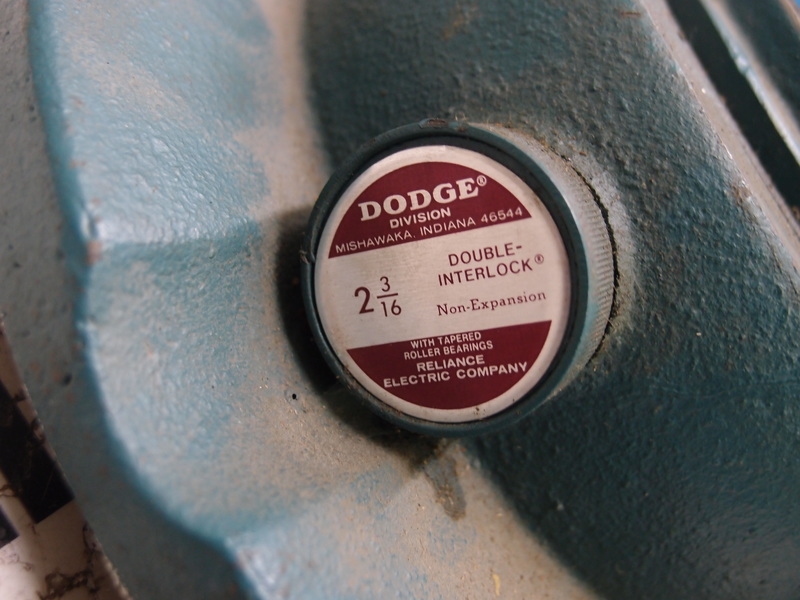 DODGE®
DIVISION
MISHAWAKA, INDIANA 46544
DOUBLE-
INTERLOCK®
2 3/16
Non-Expansion
WITH TAPERED
ROLLER BEARINGS
RELIANCE
ELECTRIC COMPANY